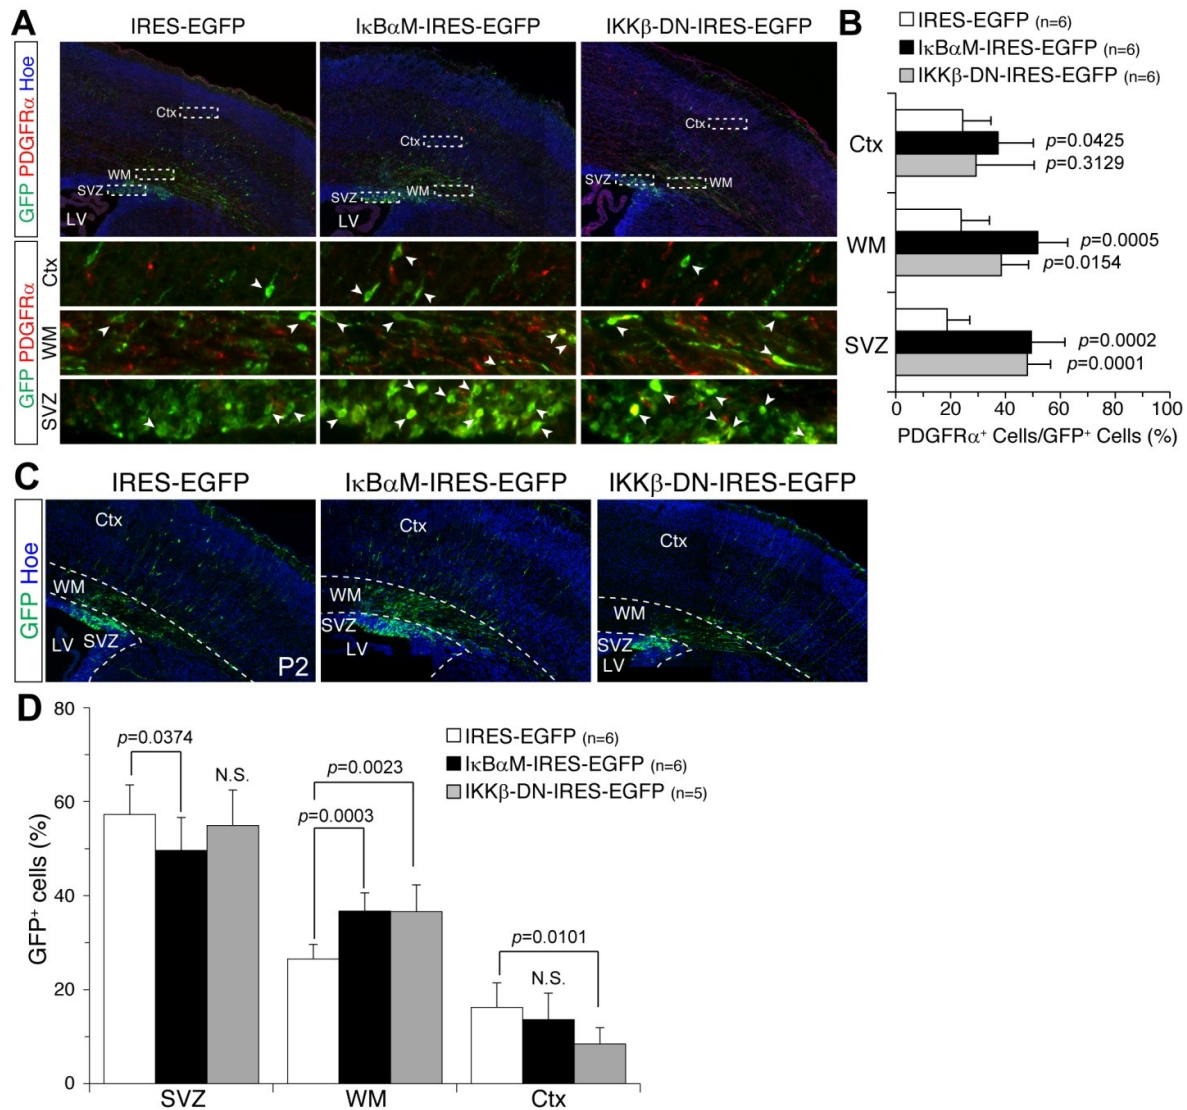 A
IRES-EGFP
IκBαM-IRES-EGFP
IKKβ-DN-IRES-EGFP
GFP PDGFRα Hoe
Ctx
WM
SVZ
LV
Ctx
SVZ
WM
LV
Ctx
SVZ
WM
GFP PDGFRα
Ctx
WM
SVZ
B
IRES-EGFP (n=6)
IκBαM-IRES-EGFP (n=6)
IKKβ-DN-IRES-EGFP (n=6)
Ctx
p=0.0425
p=0.3129
WM
p=0.0005
p=0.0154
SVZ
p=0.0002
p=0.0001
0 20 40 60 80 100
PDGFRα⁺ Cells/GFP⁺ Cells (%)
C
IRES-EGFP
IκBαM-IRES-EGFP
IKKβ-DN-IRES-EGFP
GFP Hoe
Ctx
WM
LV SVZ
P2
Ctx
WM
SVZ
LV
Ctx
WM
SVZ
LV
D
80
60
40
20
0
GFP⁺ cells (%)
p=0.0374
N.S.
p=0.0023
p=0.0003
p=0.0101
N.S.
IRES-EGFP (n=6)
IκBαM-IRES-EGFP (n=6)
IKKβ-DN-IRES-EGFP (n=5)
SVZ WM Ctx